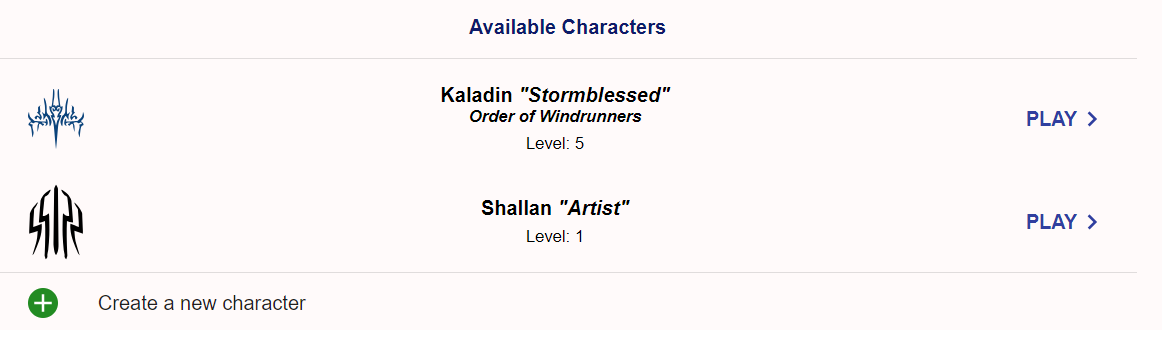 Available Characters
Kaladin "Stormblessed"
Order of Windrunners
Level: 5
PLAY
Shallan "Artist"
Level: 1
PLAY
Create a new character